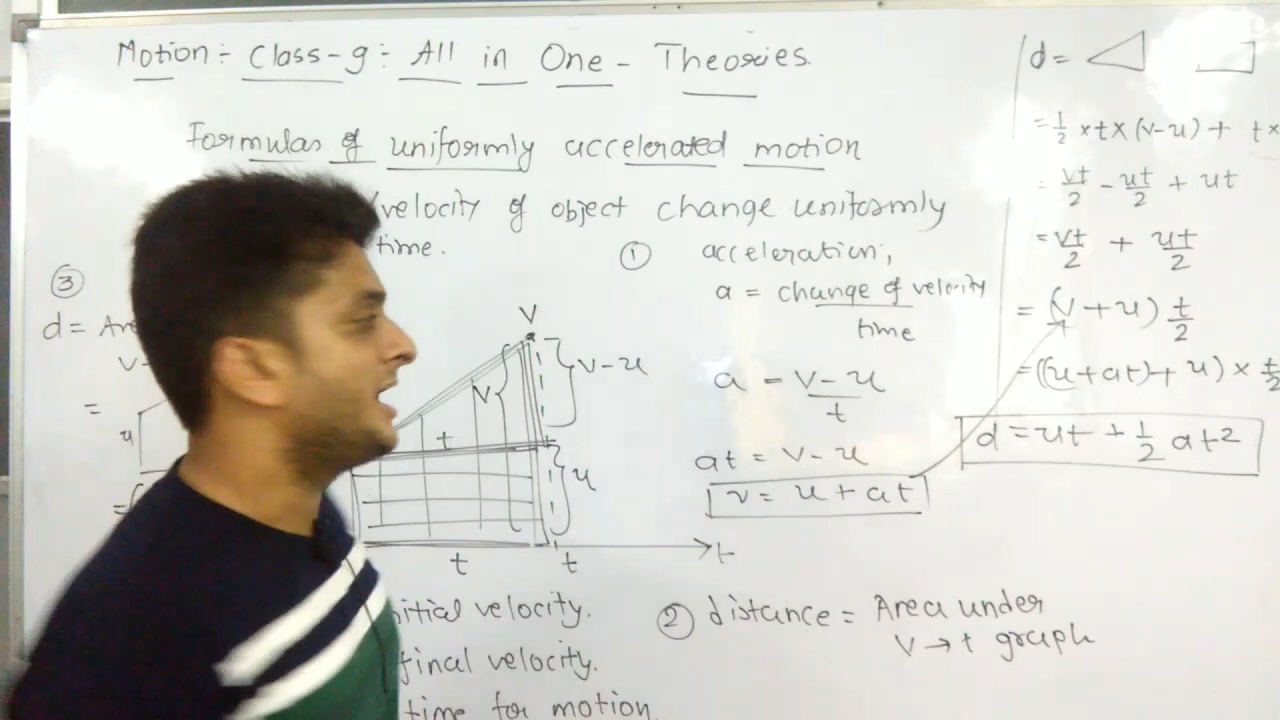 Motion :- Class-9 :- All in One - Theories.
Formulas of uniformly accelerated motion
/velocity of object change uniformly
time.
③
d = Are
v-
=
u
=(
V
v-u
V
t
u
t
t
t
initial velocity.
final velocity.
time for motion.
① acceleration,
a = change of velocity
time
a = v-u
t
at = v-u
v = u + at
② distance = Area under
v → t graph
d =
= 1/2 × t × (v-u) + t ×
= vt/2 - ut/2 + ut
= vt/2 + ut/2
= (v+u) t/2
= ((u+at)+u) × t/2
d = ut + 1/2 at²